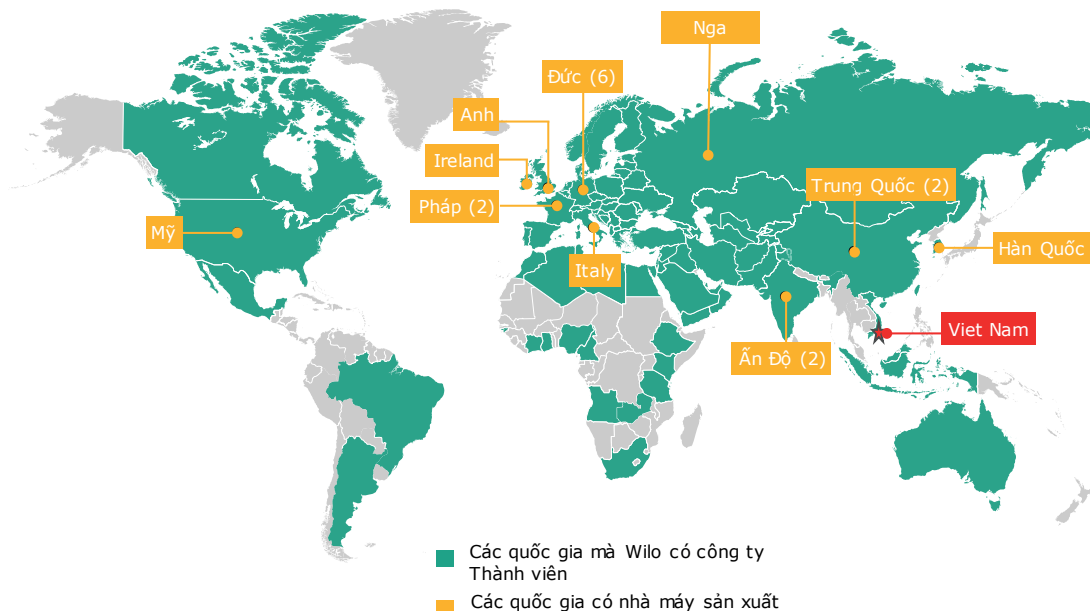 Nga
Đức (6)
Anh
Ireland
Trung Quốc (2)
Pháp (2)
Mỹ
Hàn Quốc
Italy
Viet Nam
Ấn Độ (2)
Các quốc gia mà Wilo có công ty
Thành viên
Các quốc gia có nhà máy sản xuất